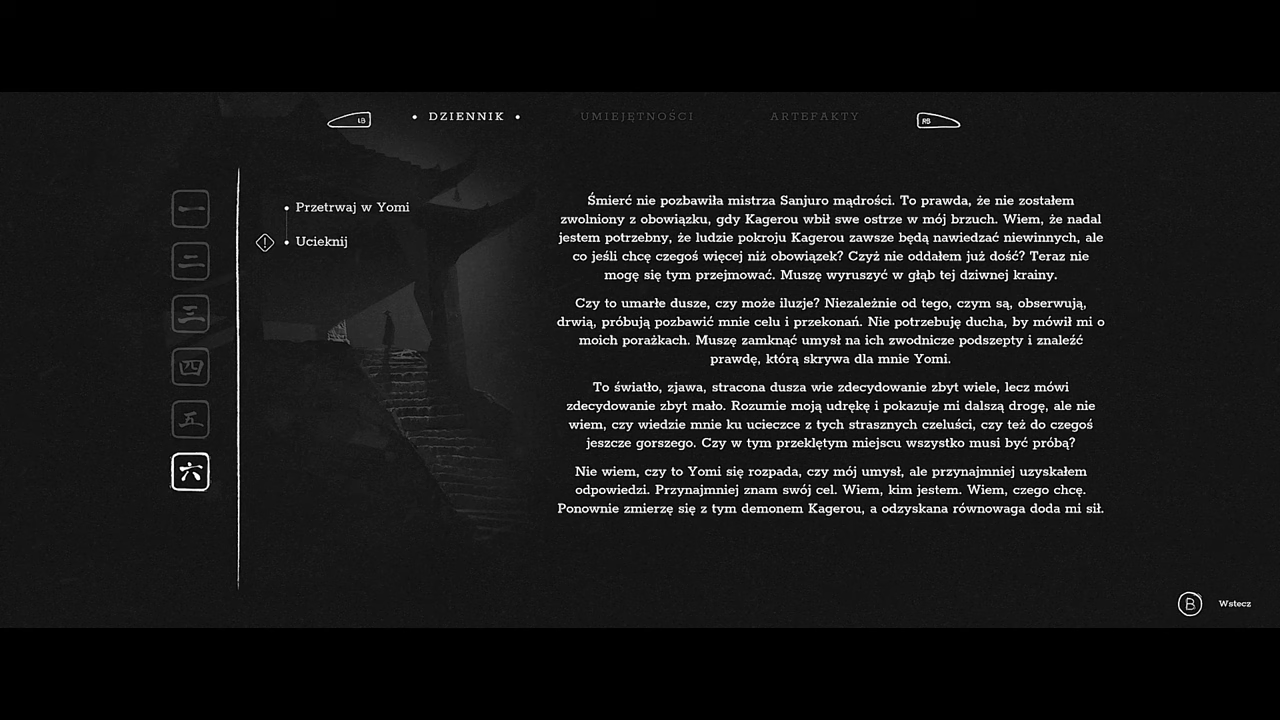 LB
• DZIENNIK •
UMIEJĘTNOŚCI
ARTEFAKTY
RB
一
二
三
四
五
六
• Przetrwaj w Yomi
! • Ucieknij
Śmierć nie pozbawiła mistrza Sanjuro mądrości. To prawda, że nie zostałem
zwolniony z obowiązku, gdy Kagerou wbił swe ostrze w mój brzuch. Wiem, że nadal
jestem potrzebny, że ludzie pokroju Kagerou zawsze będą nawiedzać niewinnych, ale
co jeśli chcę czegoś więcej niż obowiązek? Czyż nie oddałem już dość? Teraz nie
mogę się tym przejmować. Muszę wyruszyć w głąb tej dziwnej krainy.
Czy to umarłe dusze, czy może iluzje? Niezależnie od tego, czym są, obserwują,
drwią, próbują pozbawić mnie celu i przekonań. Nie potrzebuję ducha, by mówił mi o
moich porażkach. Muszę zamknąć umysł na ich zwodnicze podszepty i znaleźć
prawdę, którą skrywa dla mnie Yomi.
To światło, zjawa, stracona dusza wie zdecydowanie zbyt wiele, lecz mówi
zdecydowanie zbyt mało. Rozumie moją udrękę i pokazuje mi dalszą drogę, ale nie
wiem, czy wiedzie mnie ku ucieczce z tych strasznych czeluści, czy też do czegoś
jeszcze gorszego. Czy w tym przeklętym miejscu wszystko musi być próbą?
Nie wiem, czy to Yomi się rozpada, czy mój umysł, ale przynajmniej uzyskałem
odpowiedzi. Przynajmniej znam swój cel. Wiem, kim jestem. Wiem, czego chcę.
Ponownie zmierzę się z tym demonem Kagerou, a odzyskana równowaga doda mi sił.
B Wstecz